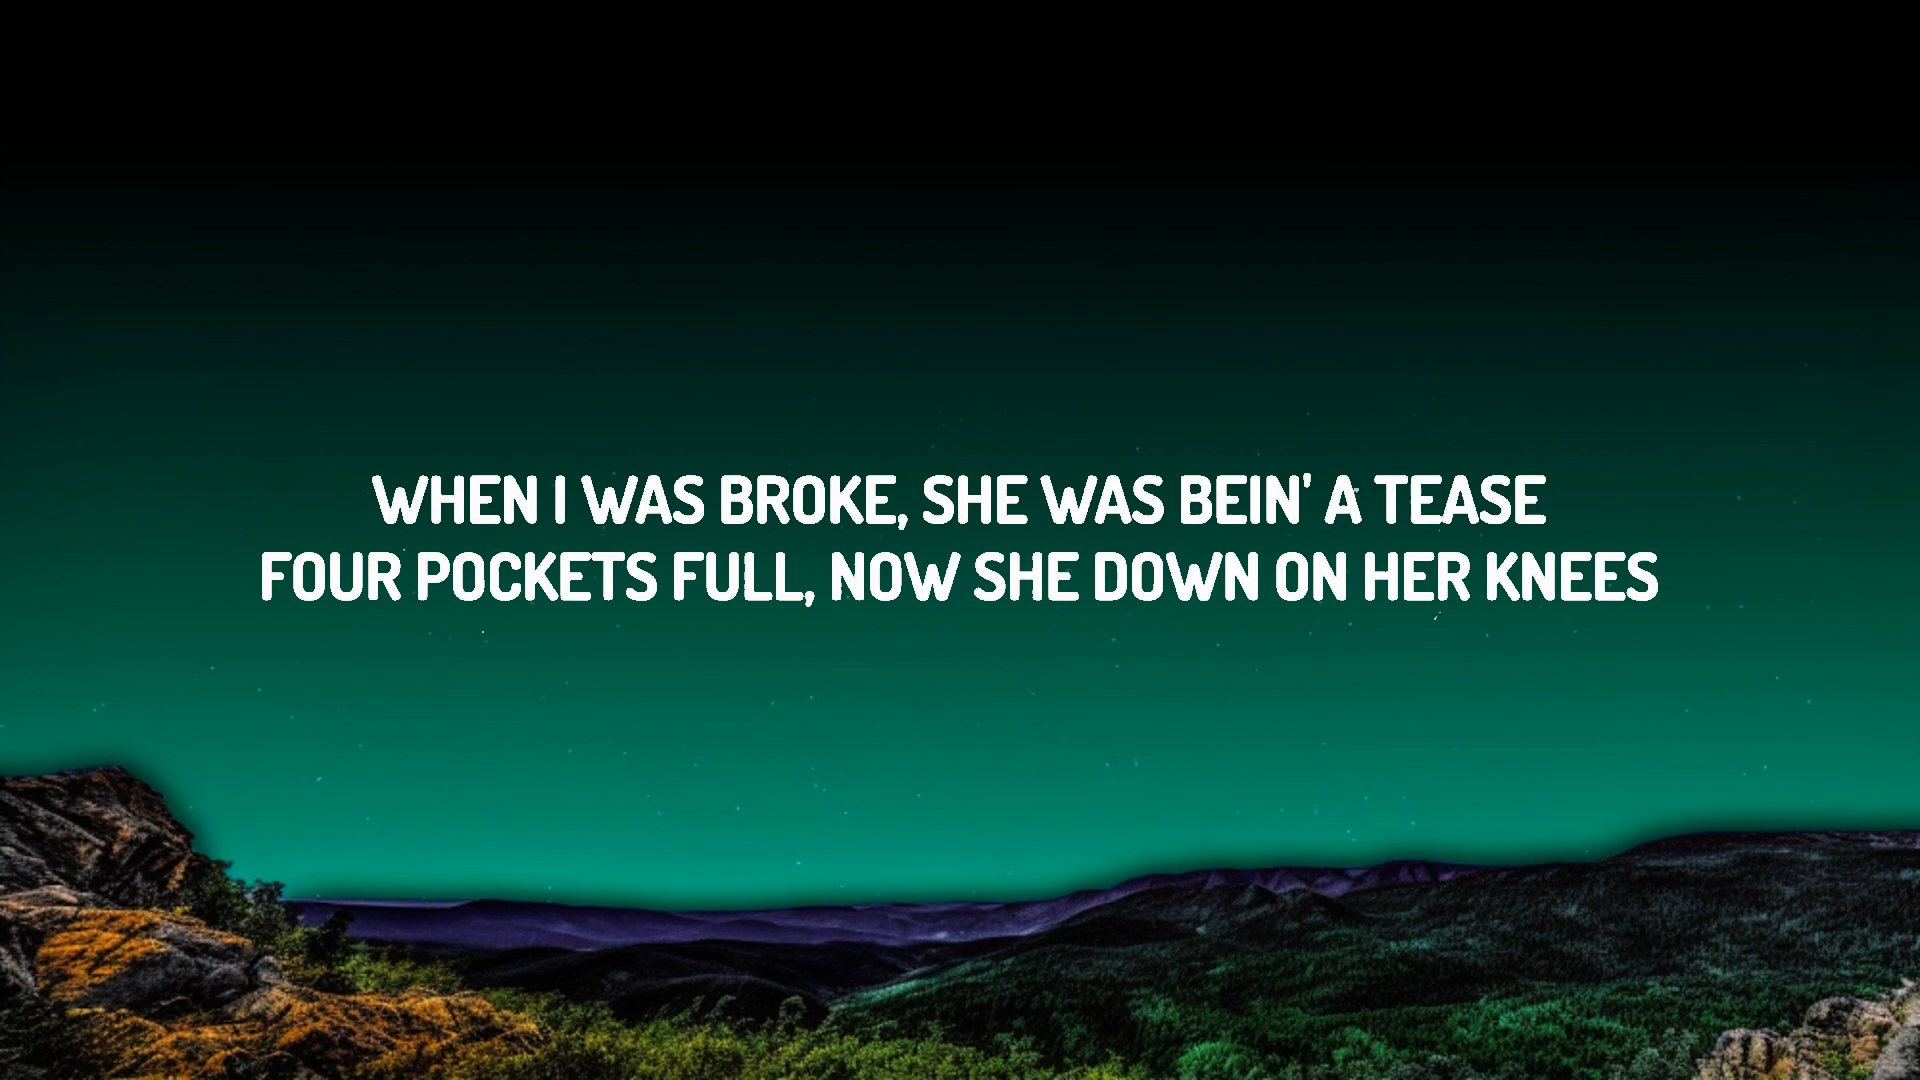 WHEN I WAS BROKE, SHE WAS BEIN' A TEASE
FOUR POCKETS FULL, NOW SHE DOWN ON HER KNEES